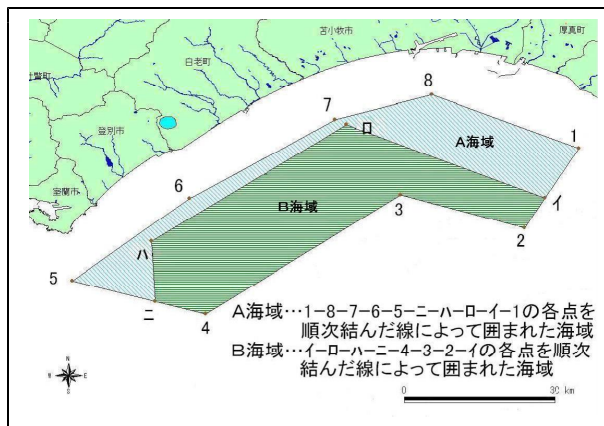 苫小牧市
厚真町
白老町
登別市
室蘭市
8
7
ロ
1
A海域
イ
6
B海域
3
2
ハ
5
ニ
4
A海域…1-8-7-6-5-ニ-ハ-ロ-イ-1の各点を
順次結んだ線によって囲まれた海域
B海域…イ-ロ-ハ-ニ-4-3-2-イの各点を順次
結んだ線によって囲まれた海域
N
W E
S
0 30 km